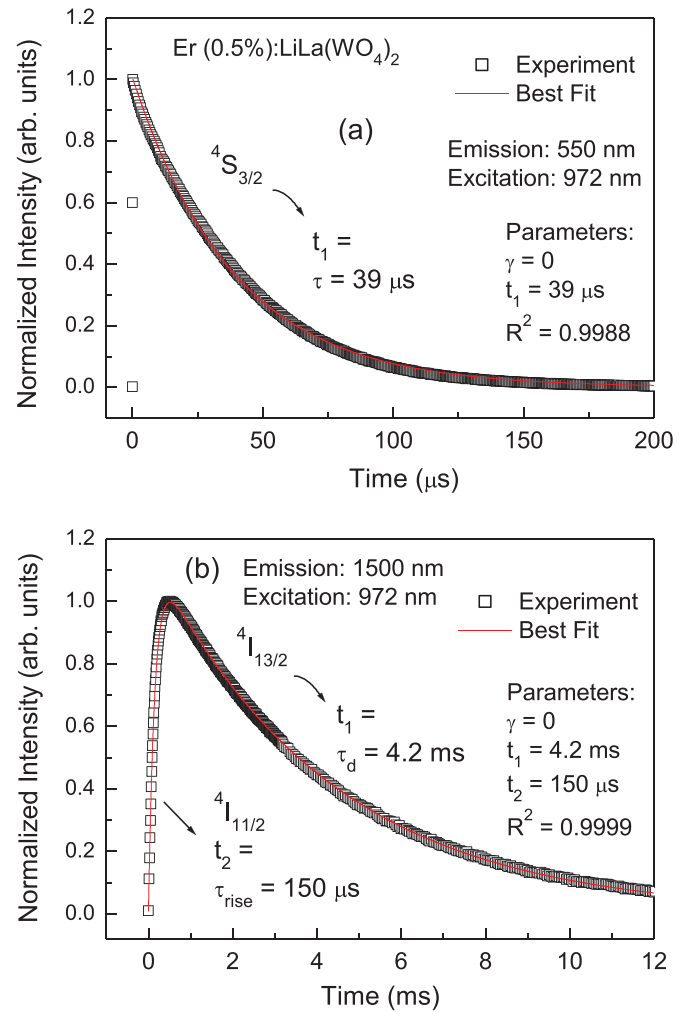 Er (0.5%):LiLa(WO₄)₂
Experiment
Best Fit
(a)
Emission: 550 nm
Excitation: 972 nm
⁴S₃/₂
t₁ =
τ = 39 μs
Parameters:
γ = 0
t₁ = 39 μs
R² = 0.9988
Normalized Intensity (arb. units)
1.2
1.0
0.8
0.6
0.4
0.2
0.0
0 50 100 150 200
Time (μs)
(b)
Emission: 1500 nm
Excitation: 972 nm
Experiment
Best Fit
⁴I₁₃/₂
t₁ =
τd = 4.2 ms
Parameters:
γ = 0
t₁ = 4.2 ms
t₂ = 150 μs
R² = 0.9999
⁴I₁₁/₂
t₂ =
τrise = 150 μs
Normalized Intensity (arb. units)
1.2
1.0
0.8
0.6
0.4
0.2
0.0
0 2 4 6 8 10 12
Time (ms)